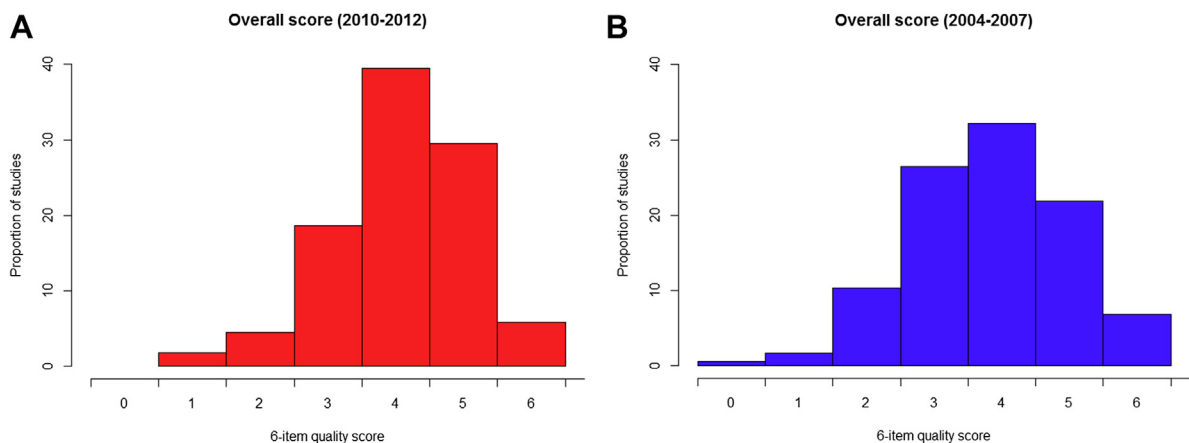 A
Overall score (2010-2012)
Proportion of studies
40
30
20
10
0
0 1 2 3 4 5 6
6-item quality score
B
Overall score (2004-2007)
Proportion of studies
40
30
20
10
0
0 1 2 3 4 5 6
6-item quality score